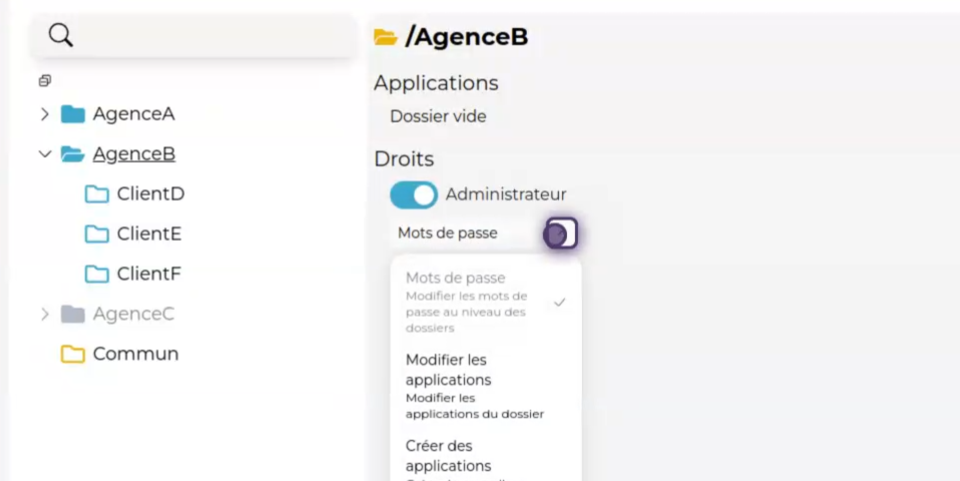 /AgenceB
Applications
AgenceA
Dossier vide
AgenceB
Droits
ClientD
Administrateur
ClientE
Mots de passe
ClientF
Mots de passe
Modifier les mots de
passe au niveau des
dossiers
AgenceC
Commun
Modifier les
applications
Modifier les
applications du dossier
Créer des
applications